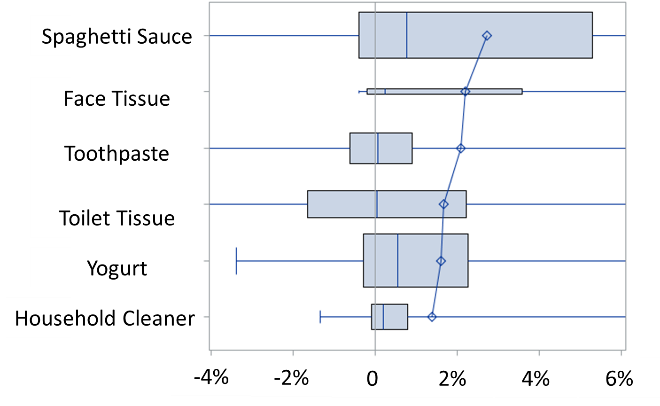 Spaghetti Sauce
Face Tissue
Toothpaste
Toilet Tissue
Yogurt
Household Cleaner
-4% -2% 0 2% 4% 6%